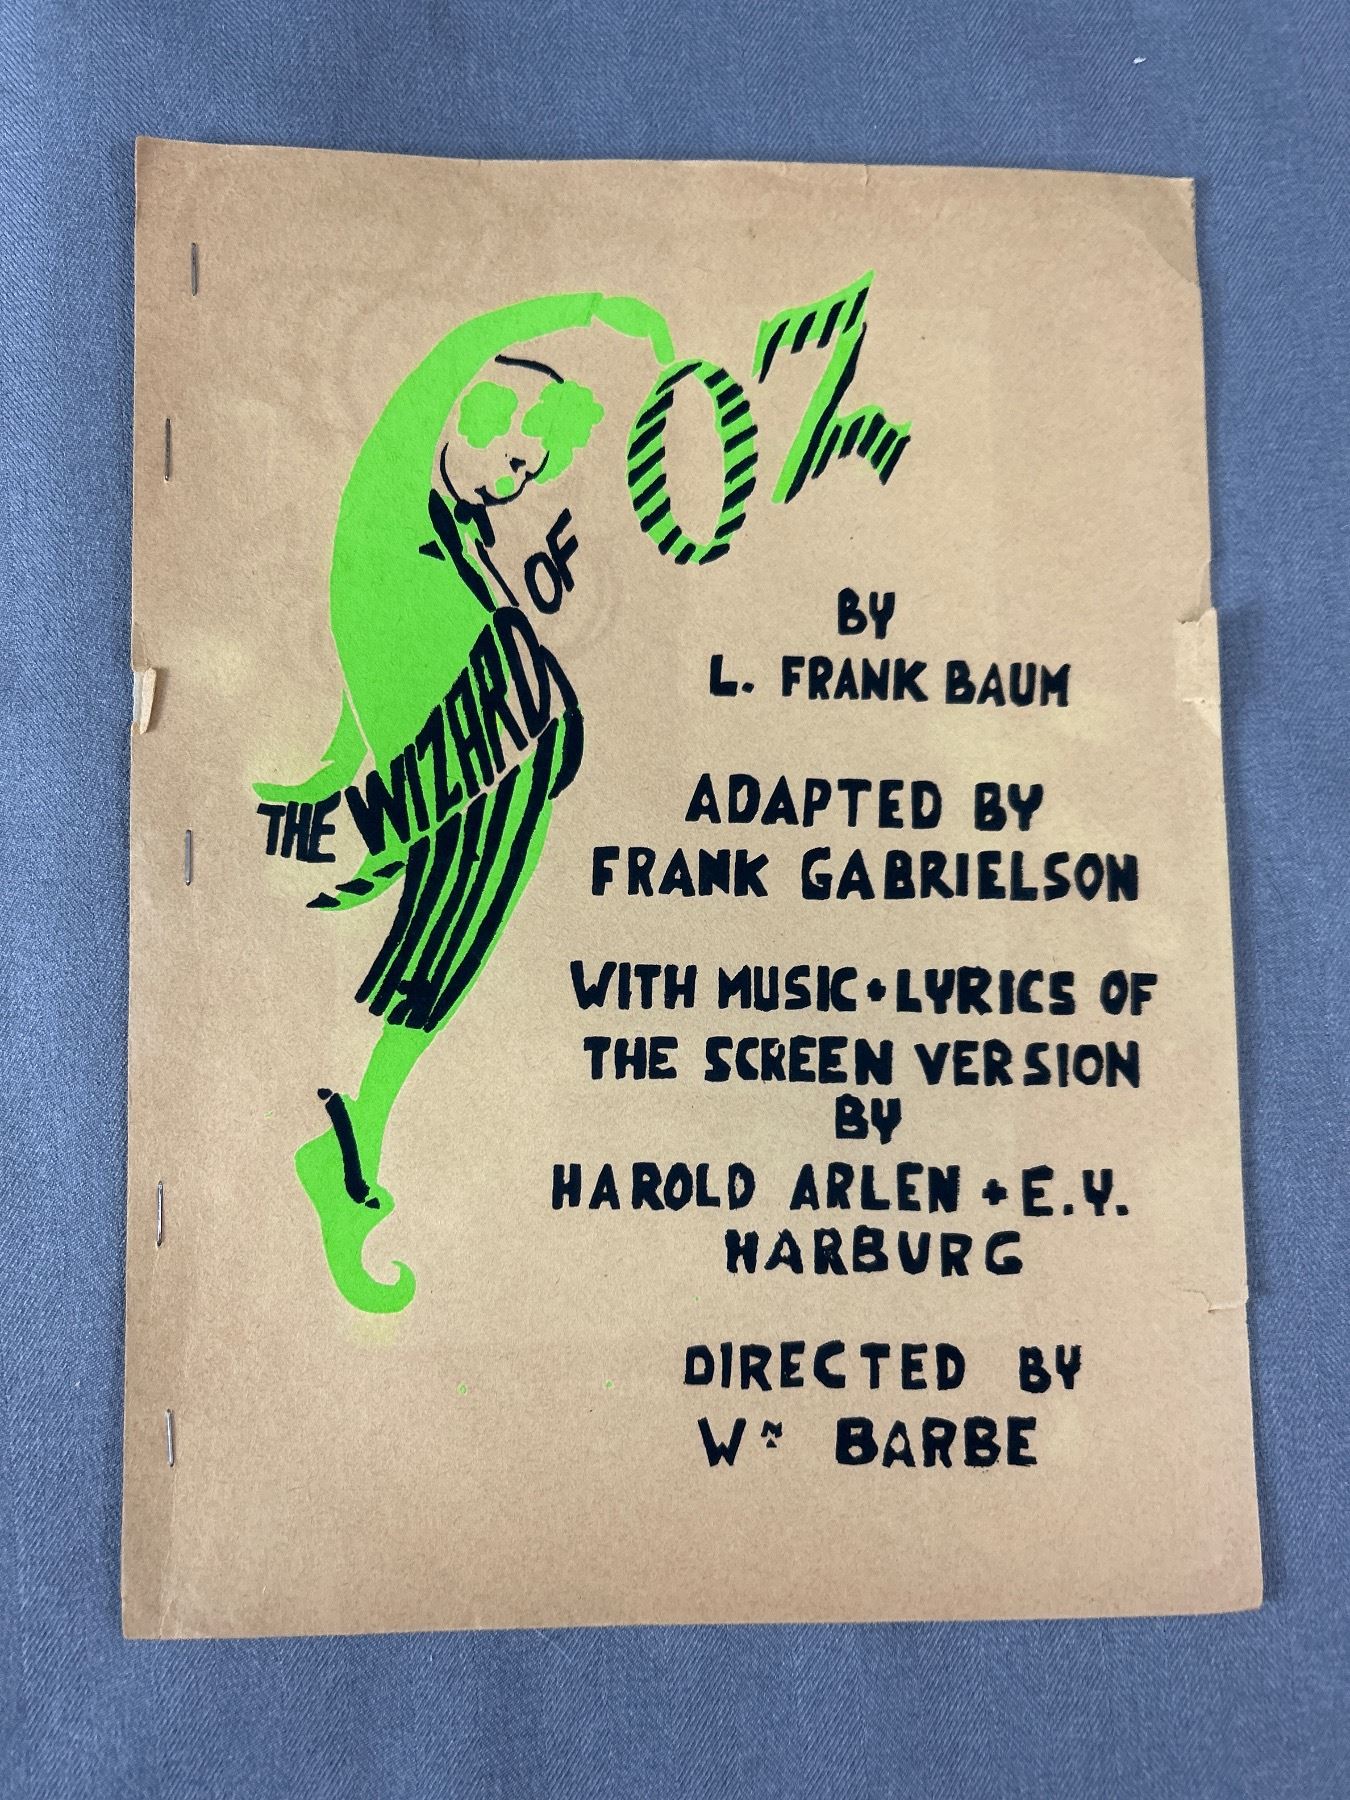 THE WIZARD OF OZ
BY
L. FRANK BAUM
ADAPTED BY
FRANK GABRIELSON
WITH MUSIC + LYRICS OF
THE SCREEN VERSION
BY
HAROLD ARLEN + E.Y.
HARBURG
DIRECTED BY
Wᴹ BARBE